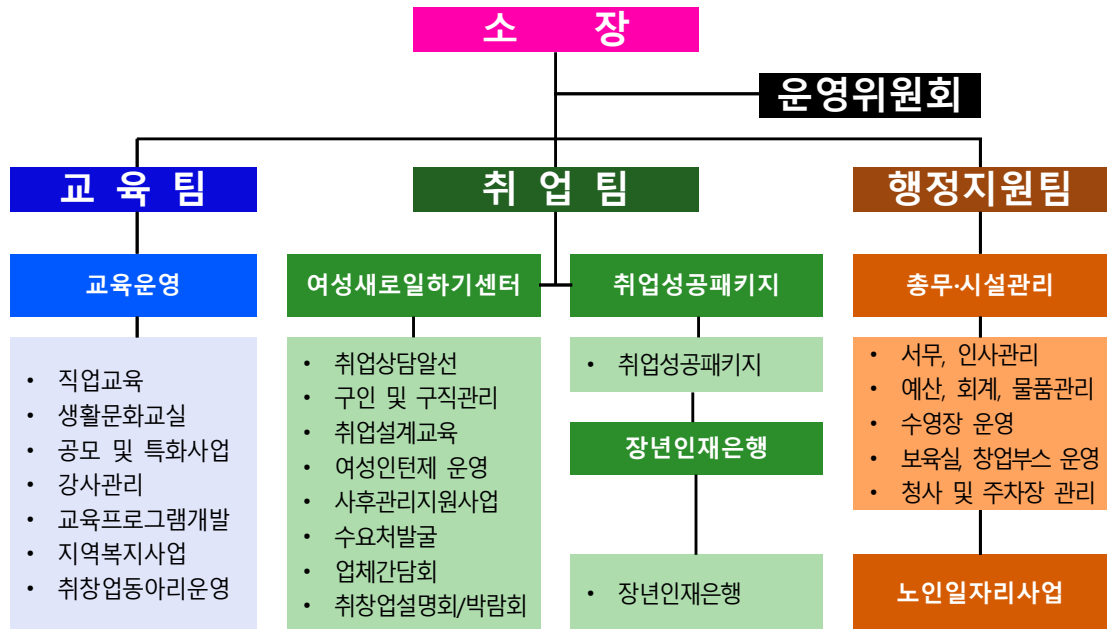 소 장
운영위원회
교 육 팀
취 업 팀
행정지원팀
교육운영
여성새로일하기센터
취업성공패키지
총무·시설관리
• 직업교육
• 생활문화교실
• 공모 및 특화사업
• 강사관리
• 교육프로그램개발
• 지역복지사업
• 취창업동아리운영
• 취업상담알선
• 구인 및 구직관리
• 취업설계교육
• 여성인턴제 운영
• 사후관리지원사업
• 수요처발굴
• 업체간담회
• 취창업설명회/박람회
• 취업성공패키지
장년인재은행
• 장년인재은행
• 서무, 인사관리
• 예산, 회계, 물품관리
• 수영장 운영
• 보육실, 창업부스 운영
• 청사 및 주차장 관리
노인일자리사업